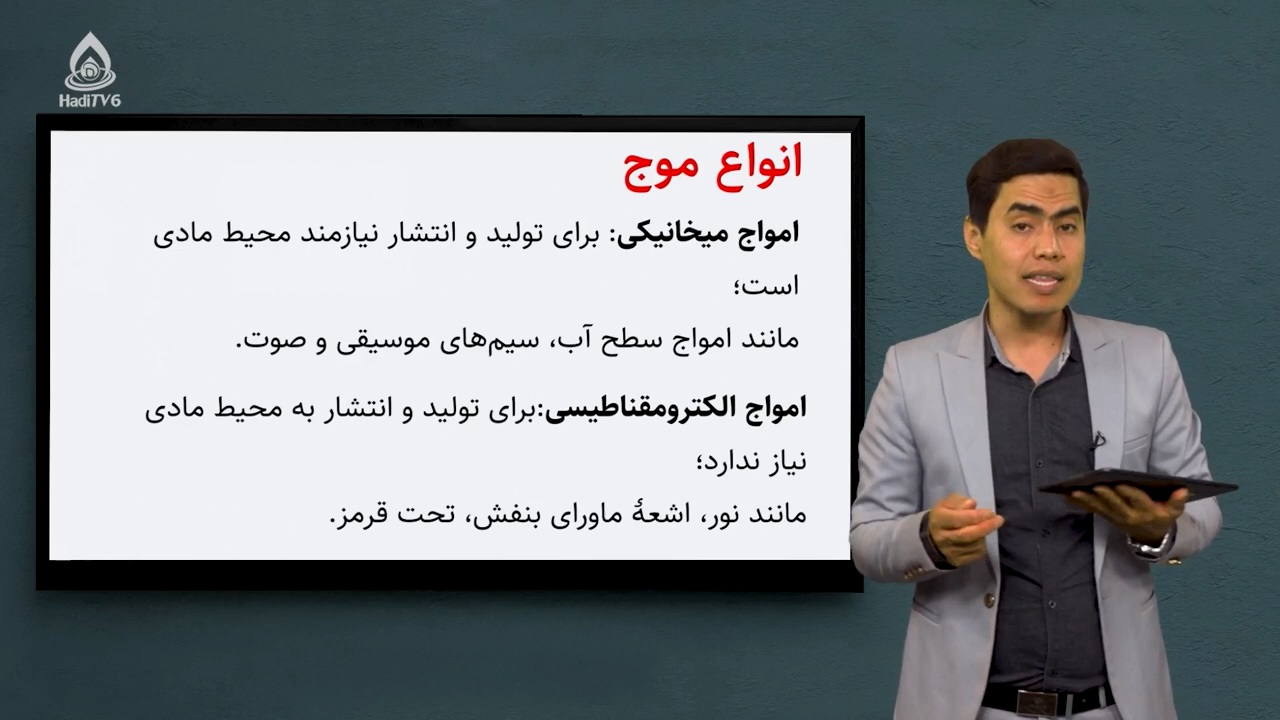 HadiTV6
انواع موج
امواج میخانیکی: برای تولید و انتشار نیازمند محیط مادی
است؛
مانند امواج سطح آب، سیم‌های موسیقی و صوت.
امواج الکترومقناطیسی:برای تولید و انتشار به محیط مادی
نیاز ندارد؛
مانند نور، اشعهٔ ماورای بنفش، تحت قرمز.